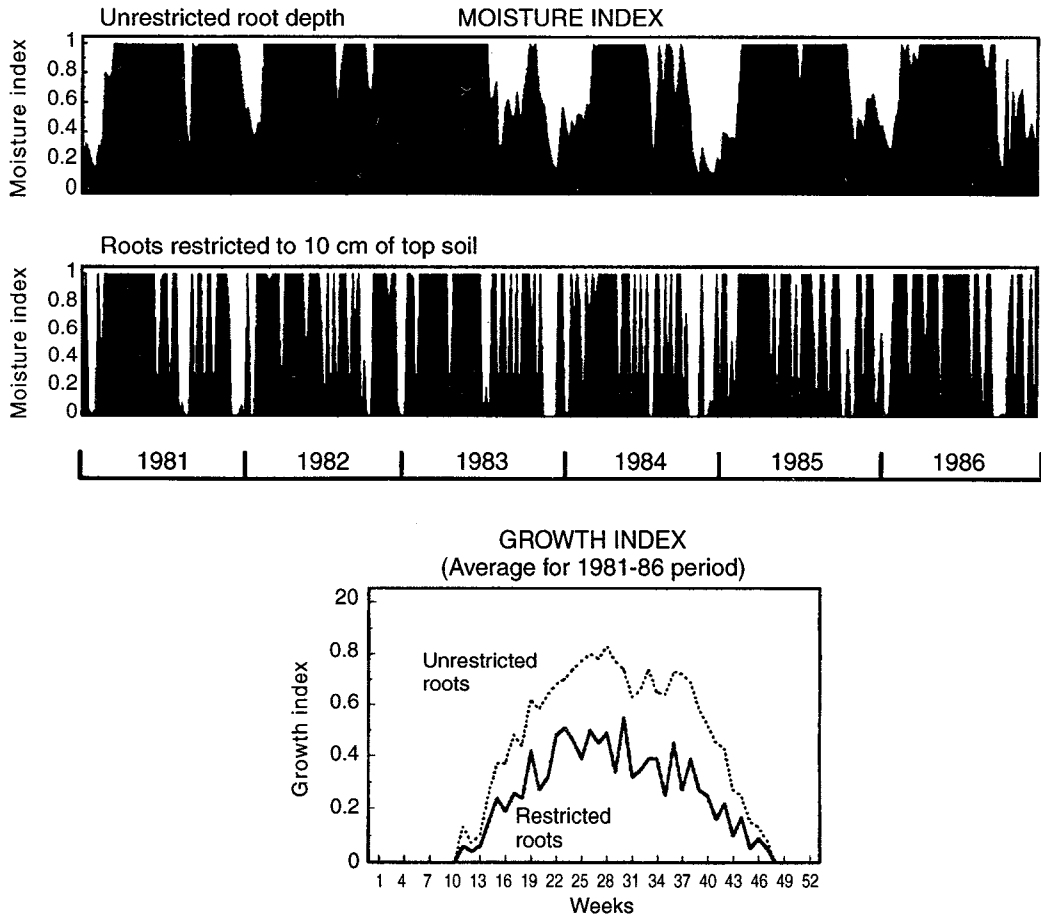 Unrestricted root depth
MOISTURE INDEX
Moisture index
1
0.8
0.6
0.4
0.2
0
Roots restricted to 10 cm of top soil
Moisture index
1
0.8
0.6
0.4
0.2
0
1981 1982 1983 1984 1985 1986
GROWTH INDEX
(Average for 1981-86 period)
Growth index
20
0.8
0.6
0.4
0.2
0
Unrestricted
roots
Restricted
roots
1 4 7 10 13 16 19 22 25 28 31 34 37 40 43 46 49 52
Weeks